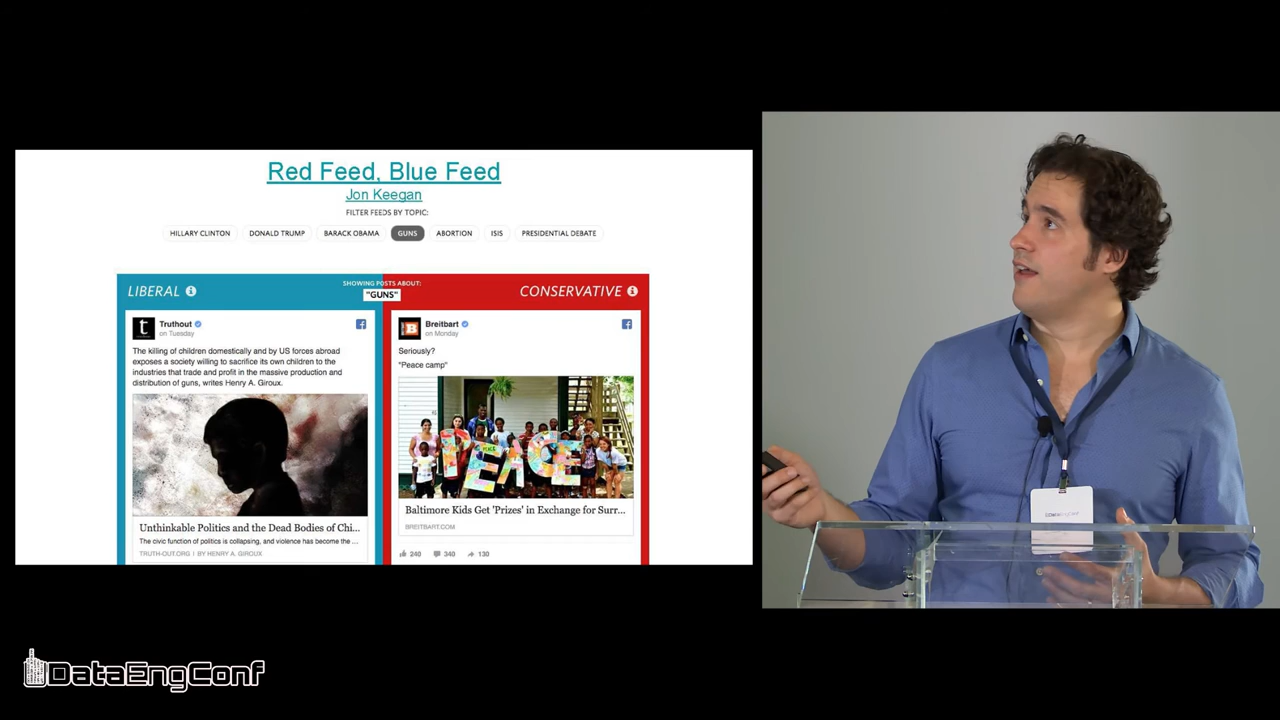 Red Feed, Blue Feed
Jon Keegan
FILTER FEEDS BY TOPIC:
HILLARY CLINTON
DONALD TRUMP
BARACK OBAMA
GUNS
ABORTION
ISIS
PRESIDENTIAL DEBATE
LIBERAL
SHOWING POSTS ABOUT:
"GUNS"
CONSERVATIVE
Truthout
on Tuesday
The killing of children domestically and by US forces abroad
exposes a society willing to sacrifice its own children to the
industries that trade and profit in the massive production and
distribution of guns, writes Henry A. Giroux.
Unthinkable Politics and the Dead Bodies of Chi...
The civic function of politics is collapsing, and violence has become the ...
TRUTH-OUT.ORG | BY HENRY A. GIROUX
Breitbart
on Monday
Seriously?
"Peace camp"
PEACE
Baltimore Kids Get 'Prizes' in Exchange for Surr...
BREITBART.COM
240
340
130
DataEngConf
DataEngConf